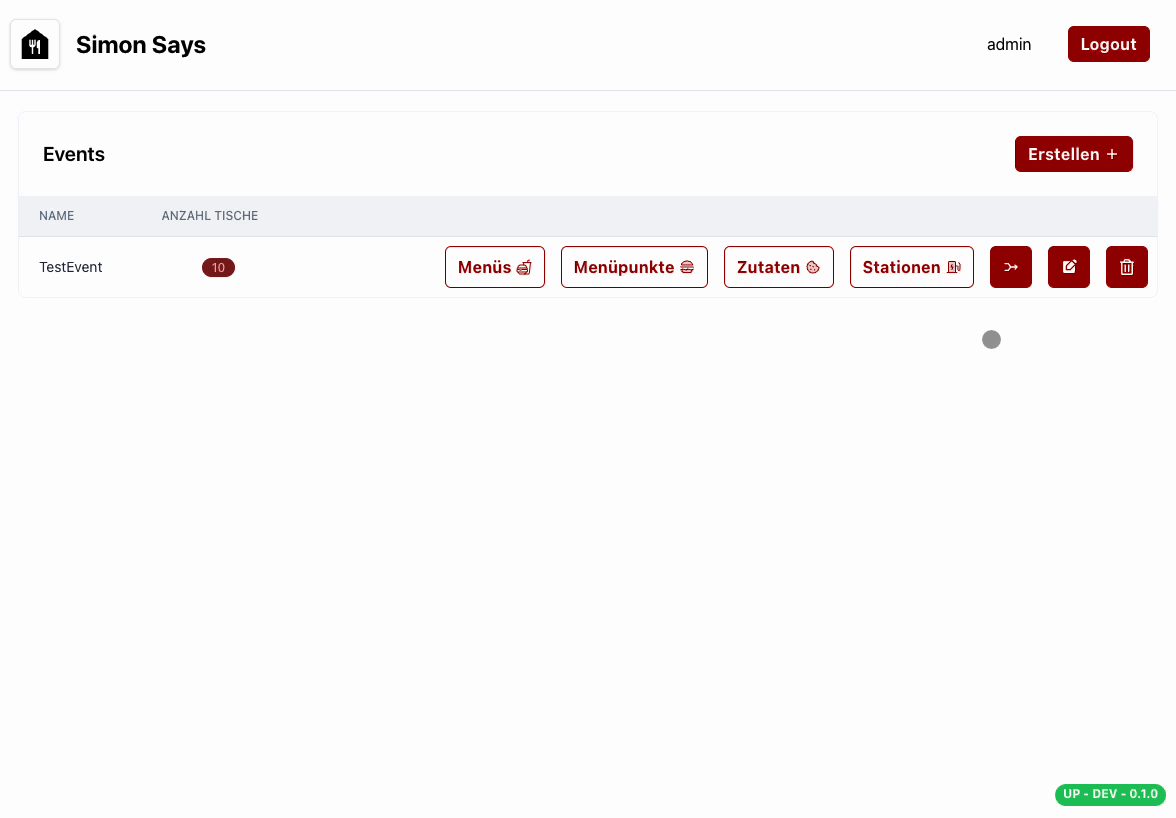 Simon Says
admin
Logout
Events
Erstellen +
NAME
ANZAHL TISCHE
TestEvent
10
Menüs
Menüpunkte
Zutaten
Stationen
UP - DEV - 0.1.0